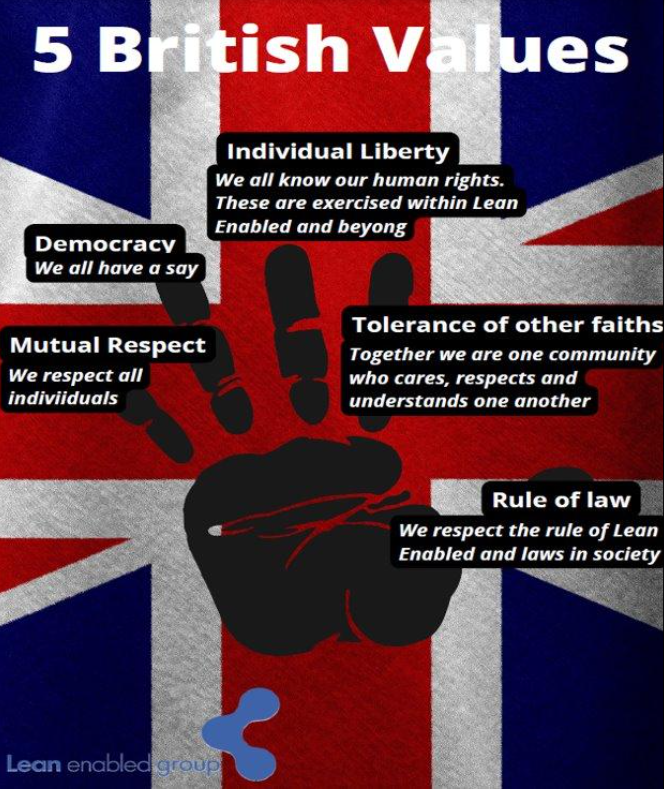 5 British Values
Individual Liberty
We all know our human rights.
These are exercised within Lean
Enabled and beyong
Democracy
We all have a say
Tolerance of other faiths
Together we are one community
who cares, respects and
understands one another
Mutual Respect
We respect all
indiviiduals
Rule of law
We respect the rule of Lean
Enabled and laws in society
Lean enabled group